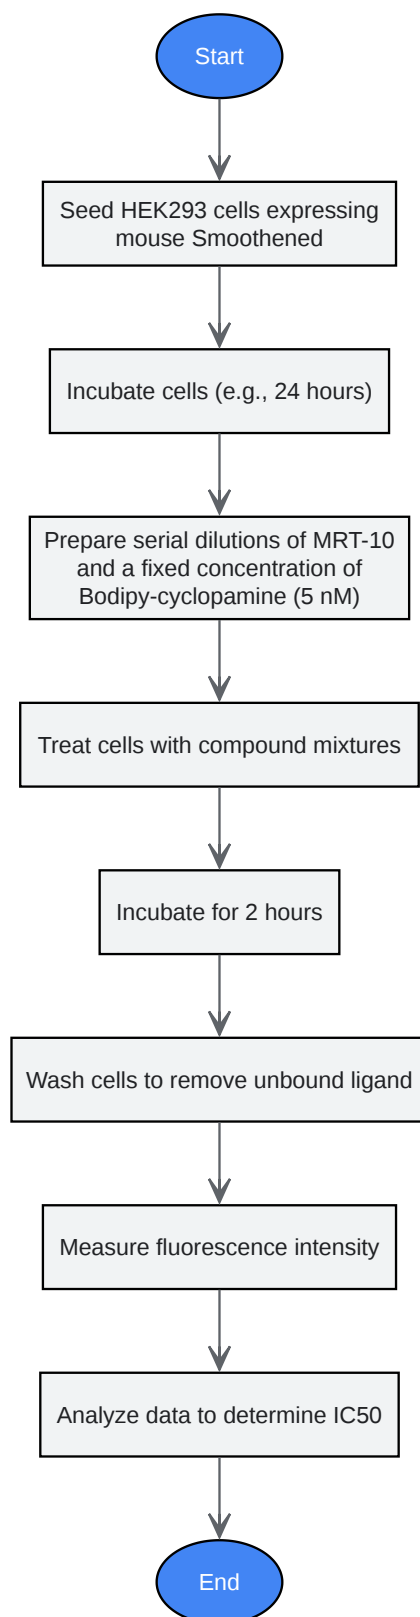 Start
Seed HEK293 cells expressing
mouse Smoothened
Incubate cells (e.g., 24 hours)
Prepare serial dilutions of MRT-10
and a fixed concentration of
Bodipy-cyclopamine (5 nM)
Treat cells with compound mixtures
Incubate for 2 hours
Wash cells to remove unbound ligand
Measure fluorescence intensity
Analyze data to determine IC50
End